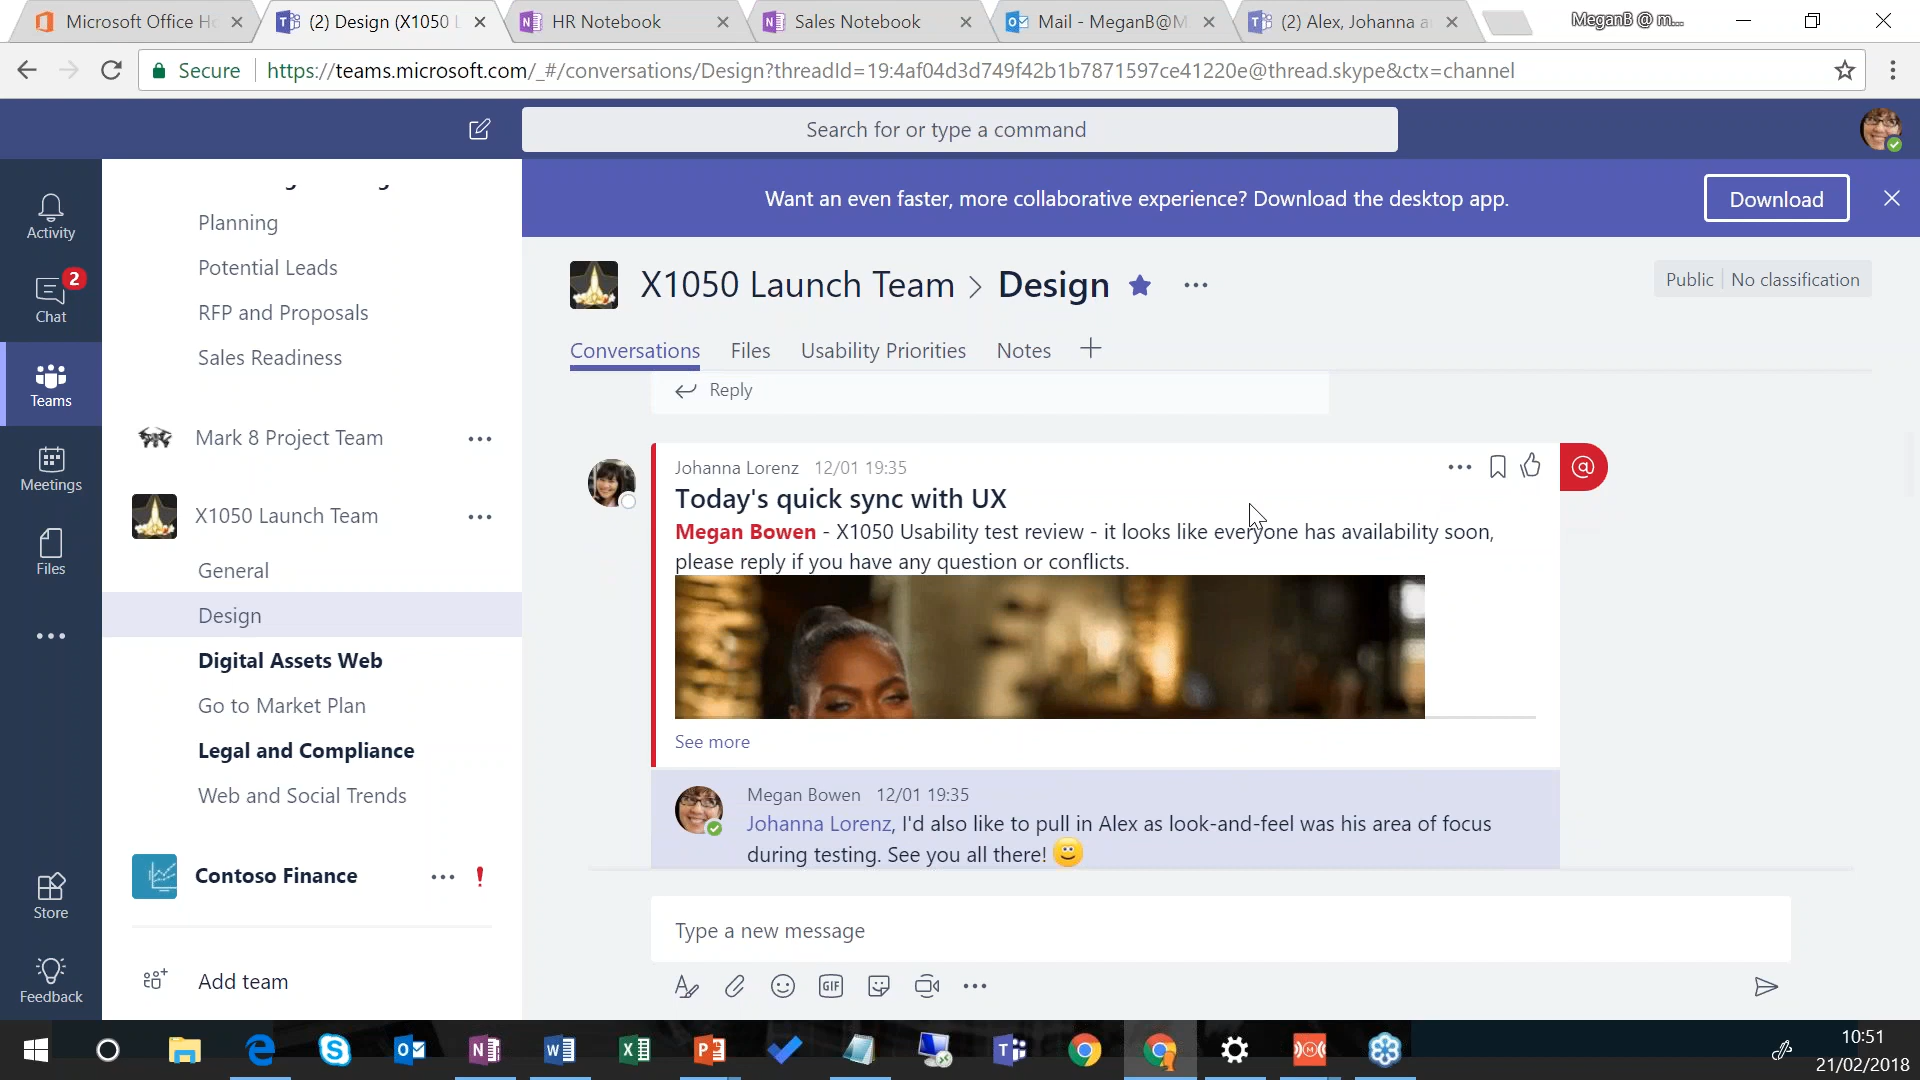 Microsoft Office Ho
(2) Design (X1050 L
HR Notebook
Sales Notebook
Mail - MeganB@M
(2) Alex, Johanna a
MeganB @ m...
Secure
https://teams.microsoft.com/_#/conversations/Design?threadId=19:4af04d3d749f42b1b7871597ce41220e@thread.skype&ctx=channel
Search for or type a command
Want an even faster, more collaborative experience? Download the desktop app.
Download
Activity
2
Chat
Teams
Meetings
Files
Store
Feedback
Planning
Potential Leads
RFP and Proposals
Sales Readiness
Mark 8 Project Team
X1050 Launch Team
General
Design
Digital Assets Web
Go to Market Plan
Legal and Compliance
Web and Social Trends
Contoso Finance
Add team
X1050 Launch Team > Design
Public | No classification
Conversations
Files
Usability Priorities
Notes
Reply
Johanna Lorenz 12/01 19:35
Today's quick sync with UX
Megan Bowen - X1050 Usability test review - it looks like everyone has availability soon,
please reply if you have any question or conflicts.
See more
Megan Bowen 12/01 19:35
Johanna Lorenz, I'd also like to pull in Alex as look-and-feel was his area of focus
during testing. See you all there!
Type a new message
GIF
10:51
21/02/2018